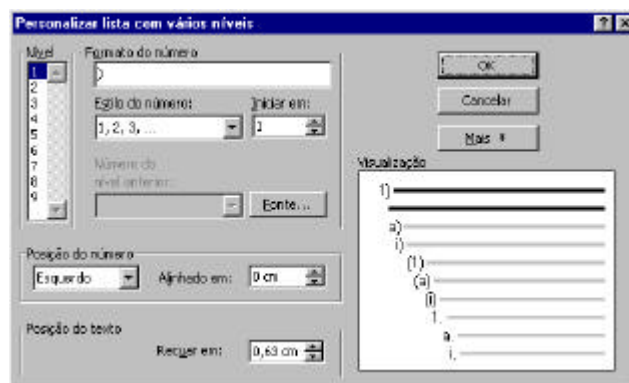 Personalizar lista com vários níveis
Nível
1
2
3
4
5
6
7
8
9
Formato do número
)
Estilo do número:
Iniciar em:
1, 2, 3, ...
1
Número do
nível anterior:
Fonte...
OK
Cancelar
Mais
Visualização
1)
a)
i)
(1)
(a)
(i)
1.
a.
i.
Posição do número
Esquerdo
Alinhado em:
0 cm
Posição do texto
Recuar em:
0,63 cm